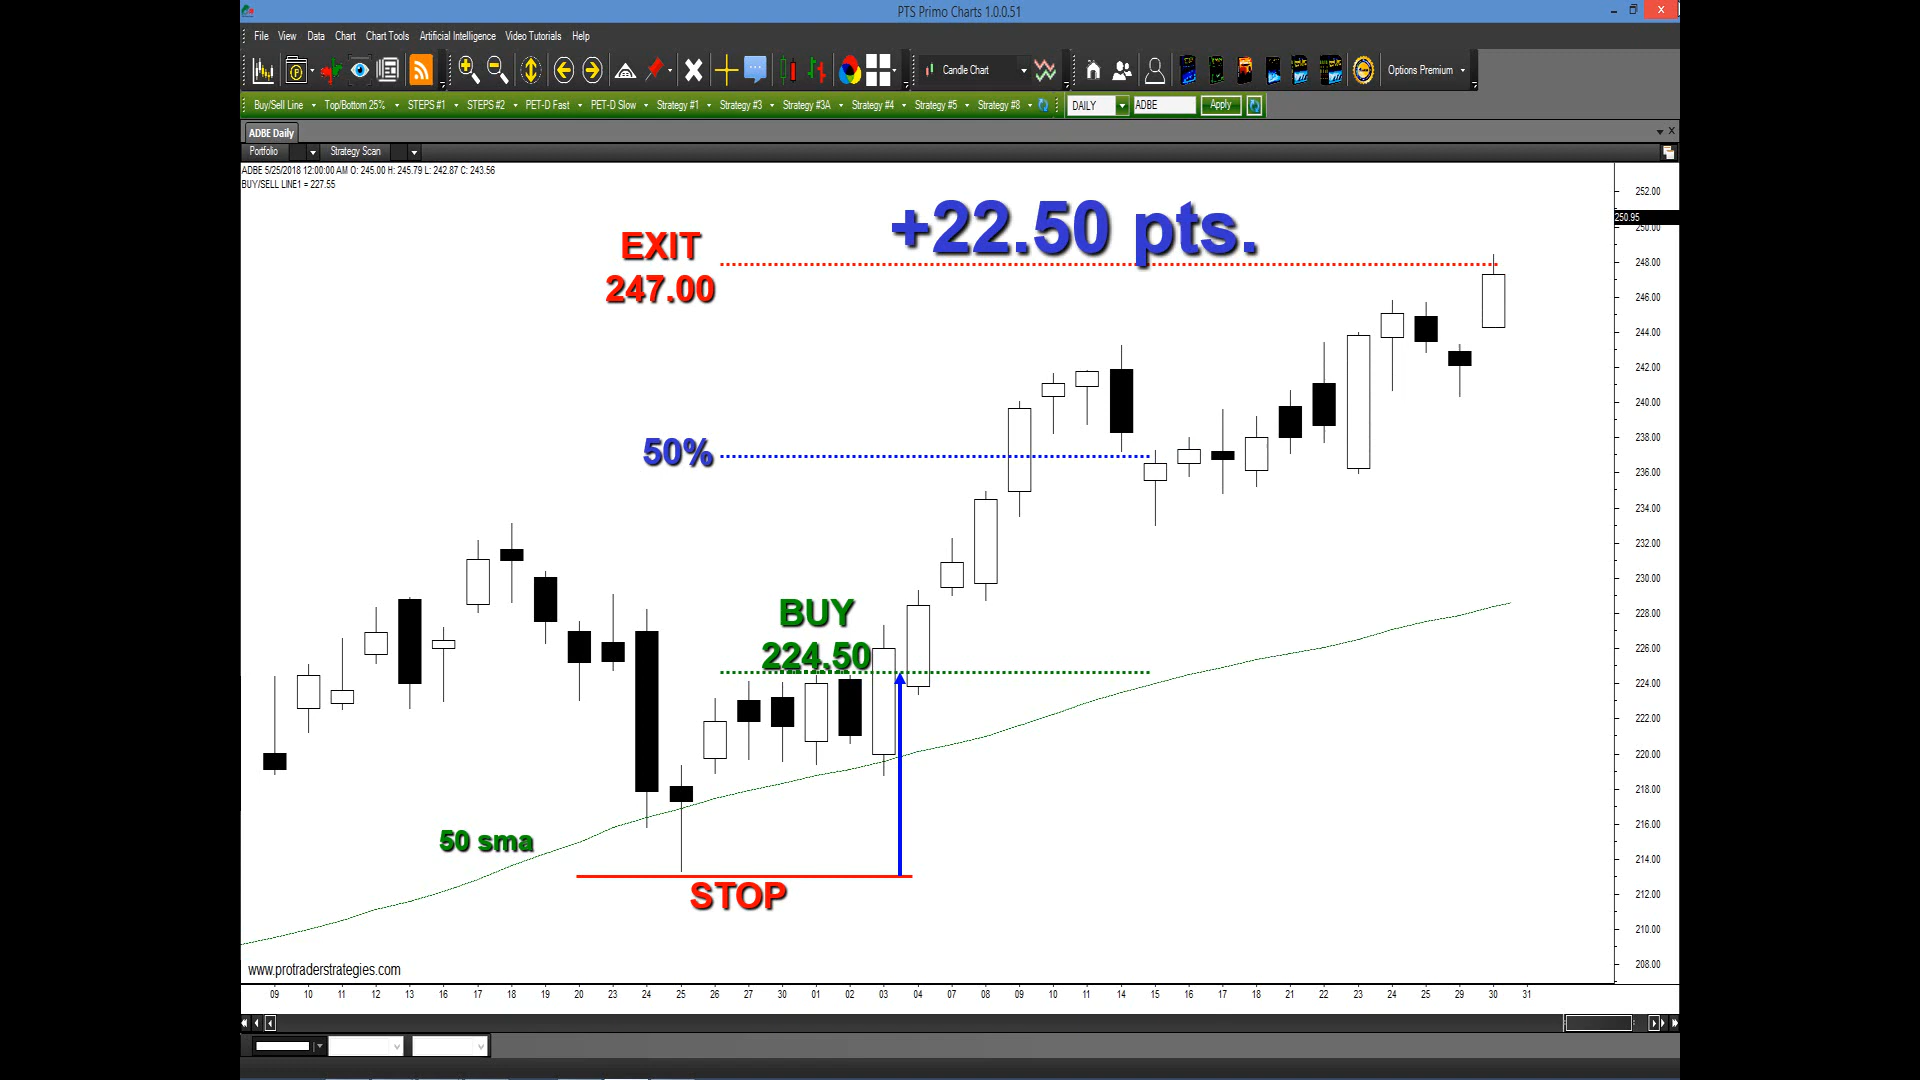 PTS Primo Charts 1.0.0.51
File View Data Chart Chart Tools Artificial Intelligence Video Tutorials Help
Candle Chart Options Premium
Buy/Sell Line Top/Bottom 25% STEPS #1 STEPS #2 PET-D Fast PET-D Slow Strategy #1 Strategy #3 Strategy #3A Strategy #4 Strategy #5 Strategy #8 DAILY ADBE Apply
ADBE Daily
Portfolio Strategy Scan
ADBE 5/25/2018 12:00:00 AM O: 245.00 H: 245.79 L: 242.87 C: 243.56
BUY/SELL LINE1 = 227.55
+22.50 pts.
EXIT
247.00
50%
BUY
224.50
50 sma
STOP
252.00
250.95
250.00
248.00
246.00
244.00
242.00
240.00
238.00
236.00
234.00
232.00
230.00
228.00
226.00
224.00
222.00
220.00
218.00
216.00
214.00
212.00
210.00
208.00
www.protraderstrategies.com
09 10 11 12 13 16 17 18 19 20 23 24 25 26 27 30 01 02 03 04 07 08 09 10 11 14 15 16 17 18 21 22 23 24 25 29 30 31